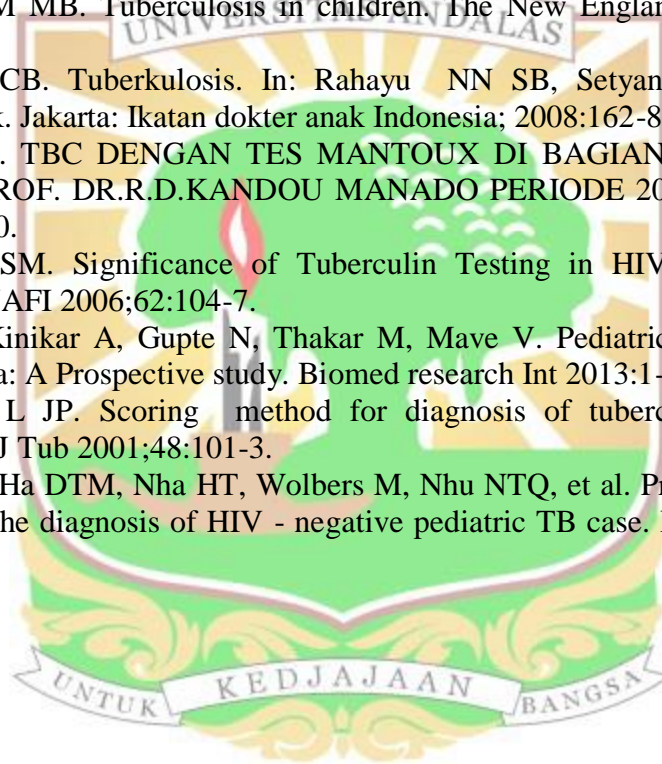 M MB. Tuberculosis in children. The New Englan
UNIVERSITAS ANDALAS
CB. Tuberkulosis. In: Rahayu NN SB, Setyan
k. Jakarta: Ikatan dokter anak Indonesia; 2008:162-8
. TBC DENGAN TES MANTOUX DI BAGIAN
ROF. DR.R.D.KANDOU MANADO PERIODE 20
0.
SM. Significance of Tuberculin Testing in HIV
AFI 2006;62:104-7.
Kinikar A, Gupte N, Thakar M, Mave V. Pediatric
a: A Prospective study. Biomed research Int 2013:1-
L JP. Scoring method for diagnosis of tuberc
J Tub 2001;48:101-3.
Ha DTM, Nha HT, Wolbers M, Nhu NTQ, et al. Pr
he diagnosis of HIV - negative pediatric TB case.
UNTUK KEDJAJAAN BANGSA